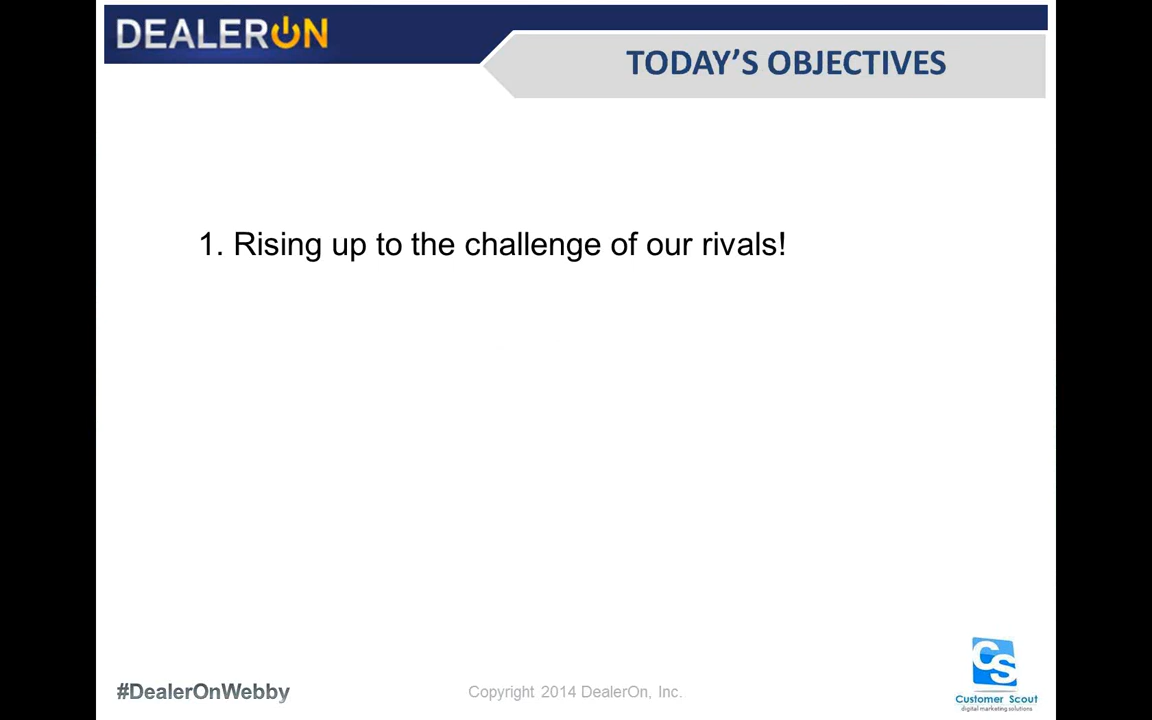 DEALERON
TODAY'S OBJECTIVES
1. Rising up to the challenge of our rivals!
#DealerOnWebby
Copyright 2014 DealerOn, Inc.
CS
Customer Scout
digital marketing solutions